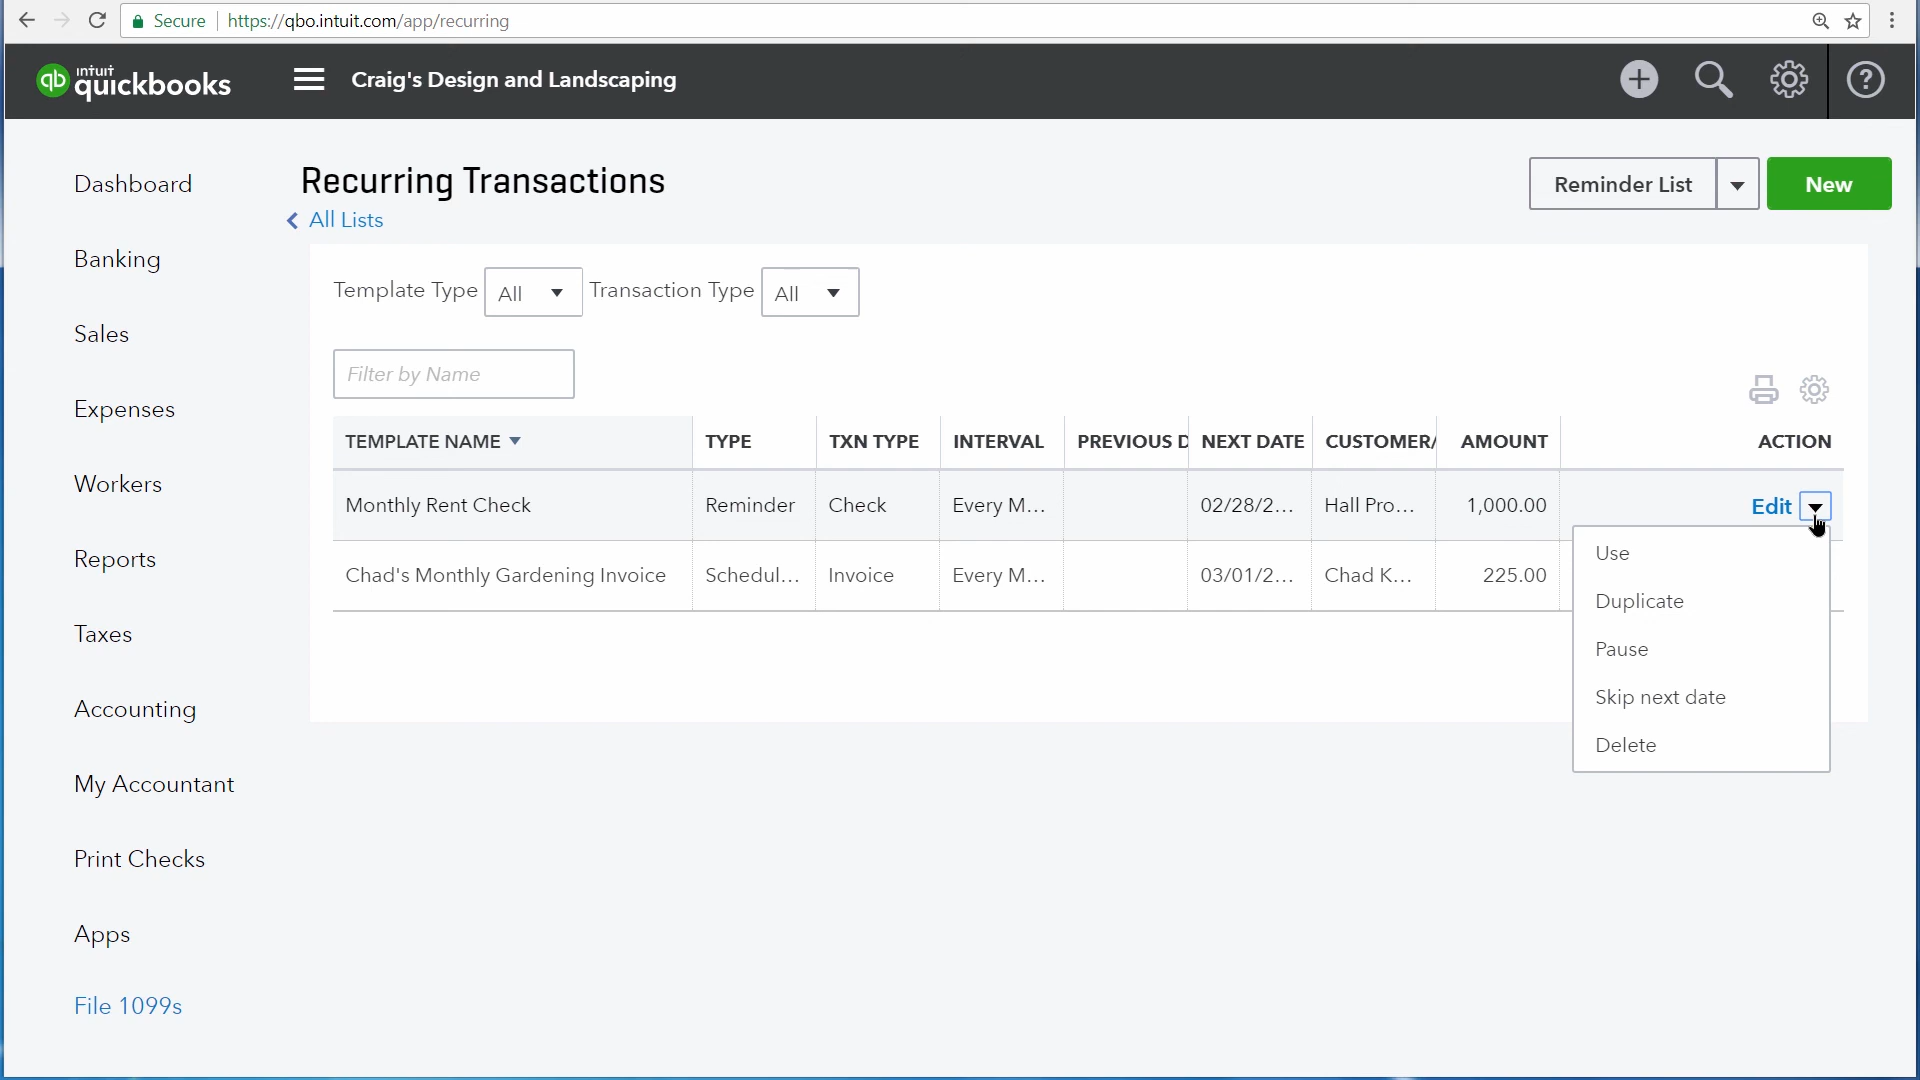 Secure https://qbo.intuit.com/app/recurring
qb intuit quickbooks Craig's Design and Landscaping
Dashboard
Banking
Sales
Expenses
Workers
Reports
Taxes
Accounting
My Accountant
Print Checks
Apps
File 1099s
Recurring Transactions
All Lists
Reminder List New
Template Type All Transaction Type All
Filter by Name
TEMPLATE NAME TYPE TXN TYPE INTERVAL PREVIOUS D NEXT DATE CUSTOMER/ AMOUNT ACTION
Monthly Rent Check Reminder Check Every M... 02/28/2... Hall Pro... 1,000.00 Edit
Chad's Monthly Gardening Invoice Schedul... Invoice Every M... 03/01/2... Chad K... 225.00
Use
Duplicate
Pause
Skip next date
Delete